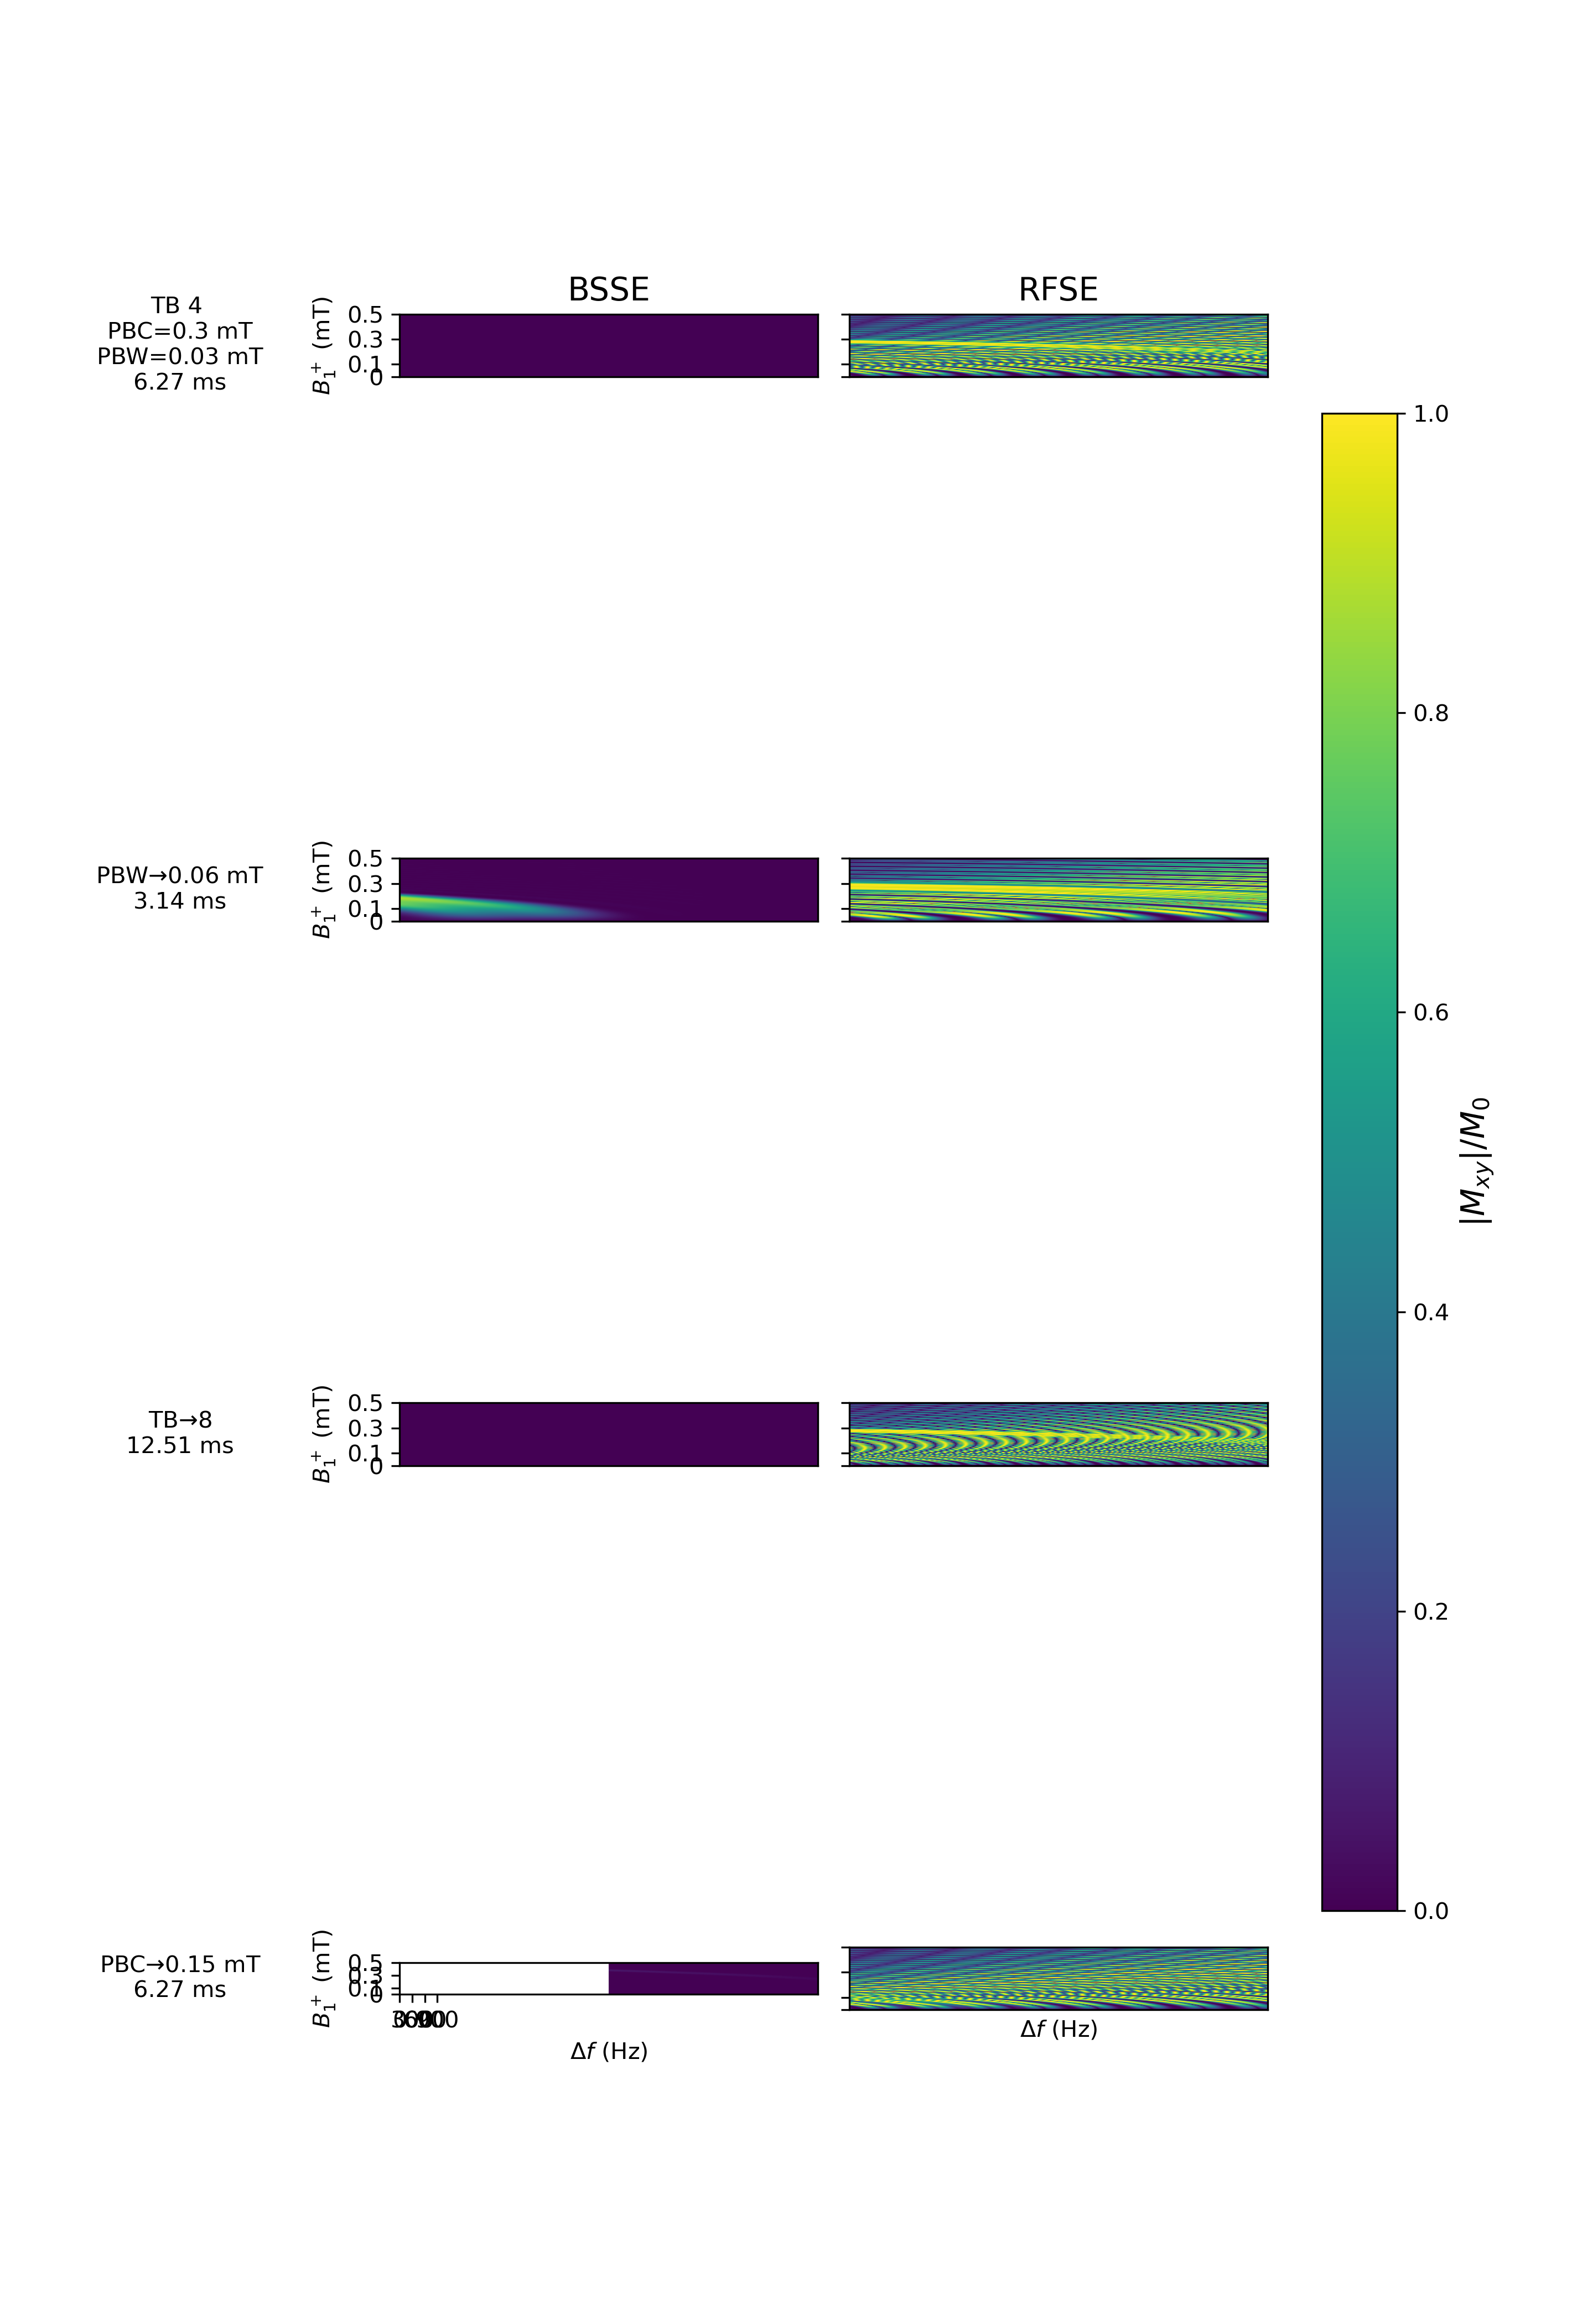 BSSE
RFSE
TB 4
PBC=0.3 mT
PBW=0.03 mT
6.27 ms
B₁⁺ (mT)
0.5
0.3
0.1
0
1.0
0.8
0.6
0.4
0.2
0.0
|Mxy|/M0
PBW→0.06 mT
3.14 ms
B₁⁺ (mT)
0.5
0.3
0.1
0
TB→8
12.51 ms
B₁⁺ (mT)
0.5
0.3
0.1
0
PBC→0.15 mT
6.27 ms
B₁⁺ (mT)
0.5
0.3
0.1
0
Δf (Hz)
Δf (Hz)